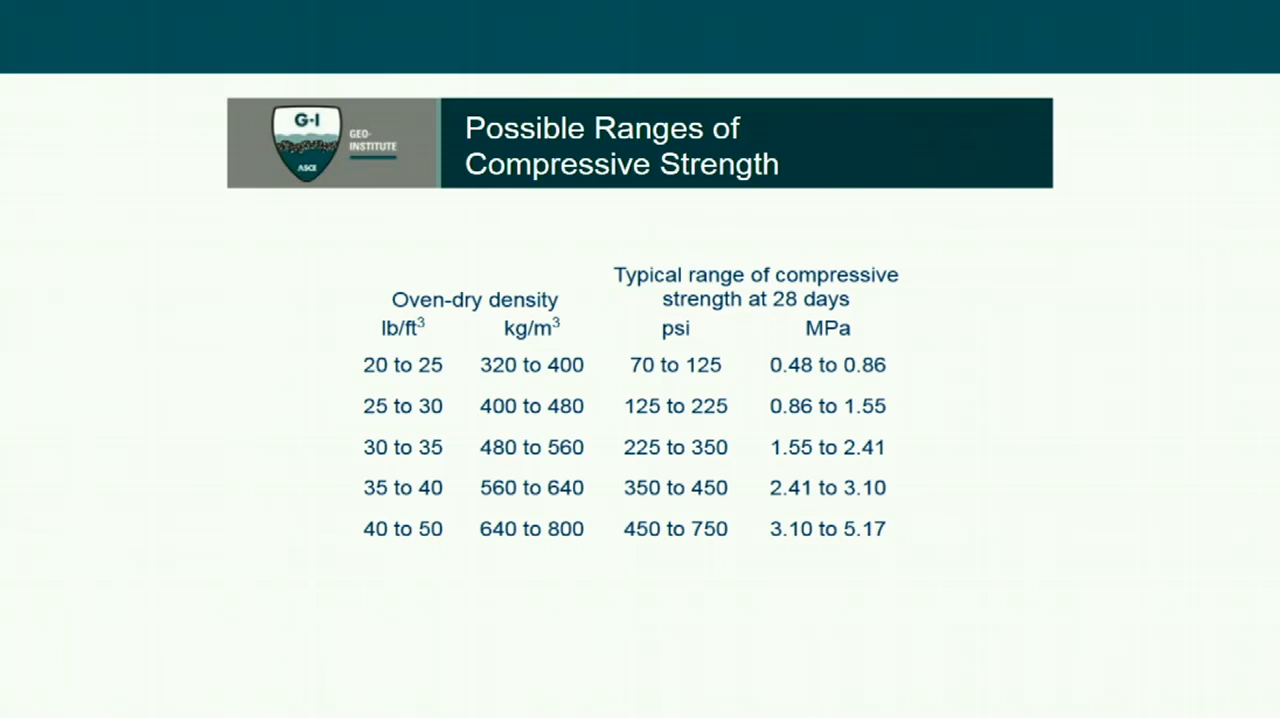 G-I
GEO-
INSTITUTE
ASCE
Possible Ranges of
Compressive Strength
Typical range of compressive
Oven-dry density strength at 28 days
lb/ft³ kg/m³ psi MPa
20 to 25 320 to 400 70 to 125 0.48 to 0.86
25 to 30 400 to 480 125 to 225 0.86 to 1.55
30 to 35 480 to 560 225 to 350 1.55 to 2.41
35 to 40 560 to 640 350 to 450 2.41 to 3.10
40 to 50 640 to 800 450 to 750 3.10 to 5.17